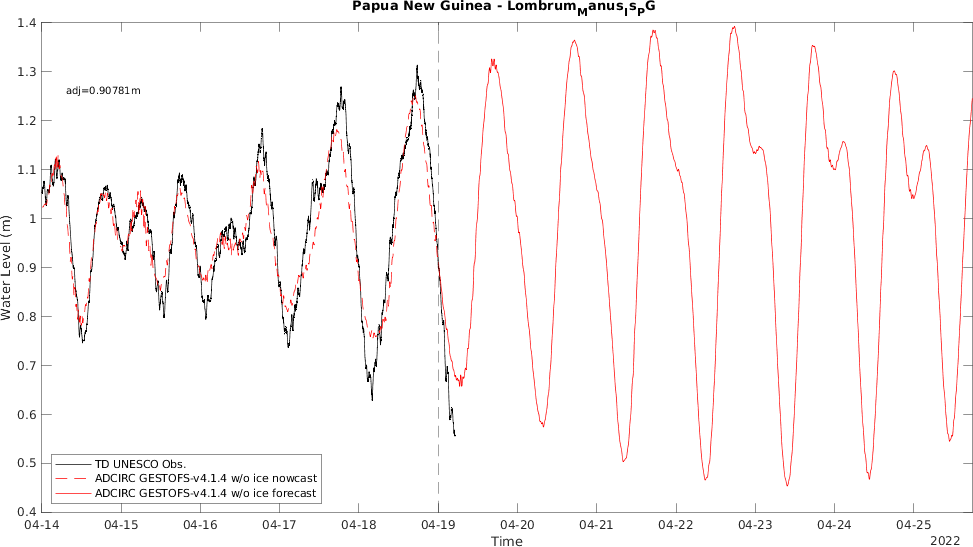 Papua New Guinea - LombrumManusIsPG
1.4
1.3
1.2
1.1
1
0.9
0.8
0.7
0.6
0.5
0.4
Water Level (m)
adj=0.90781m
TD UNESCO Obs.
ADCIRC GESTOFS-v4.1.4 w/o ice nowcast
ADCIRC GESTOFS-v4.1.4 w/o ice forecast
04-14 04-15 04-16 04-17 04-18 04-19 04-20 04-21 04-22 04-23 04-24 04-25
Time
2022